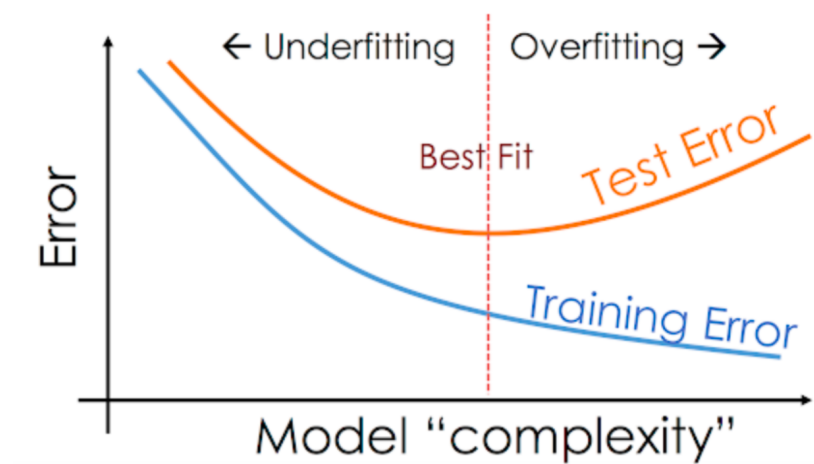 ← Underfitting
Overfitting →
Best Fit
Test Error
Error
Training Error
Model “complexity”